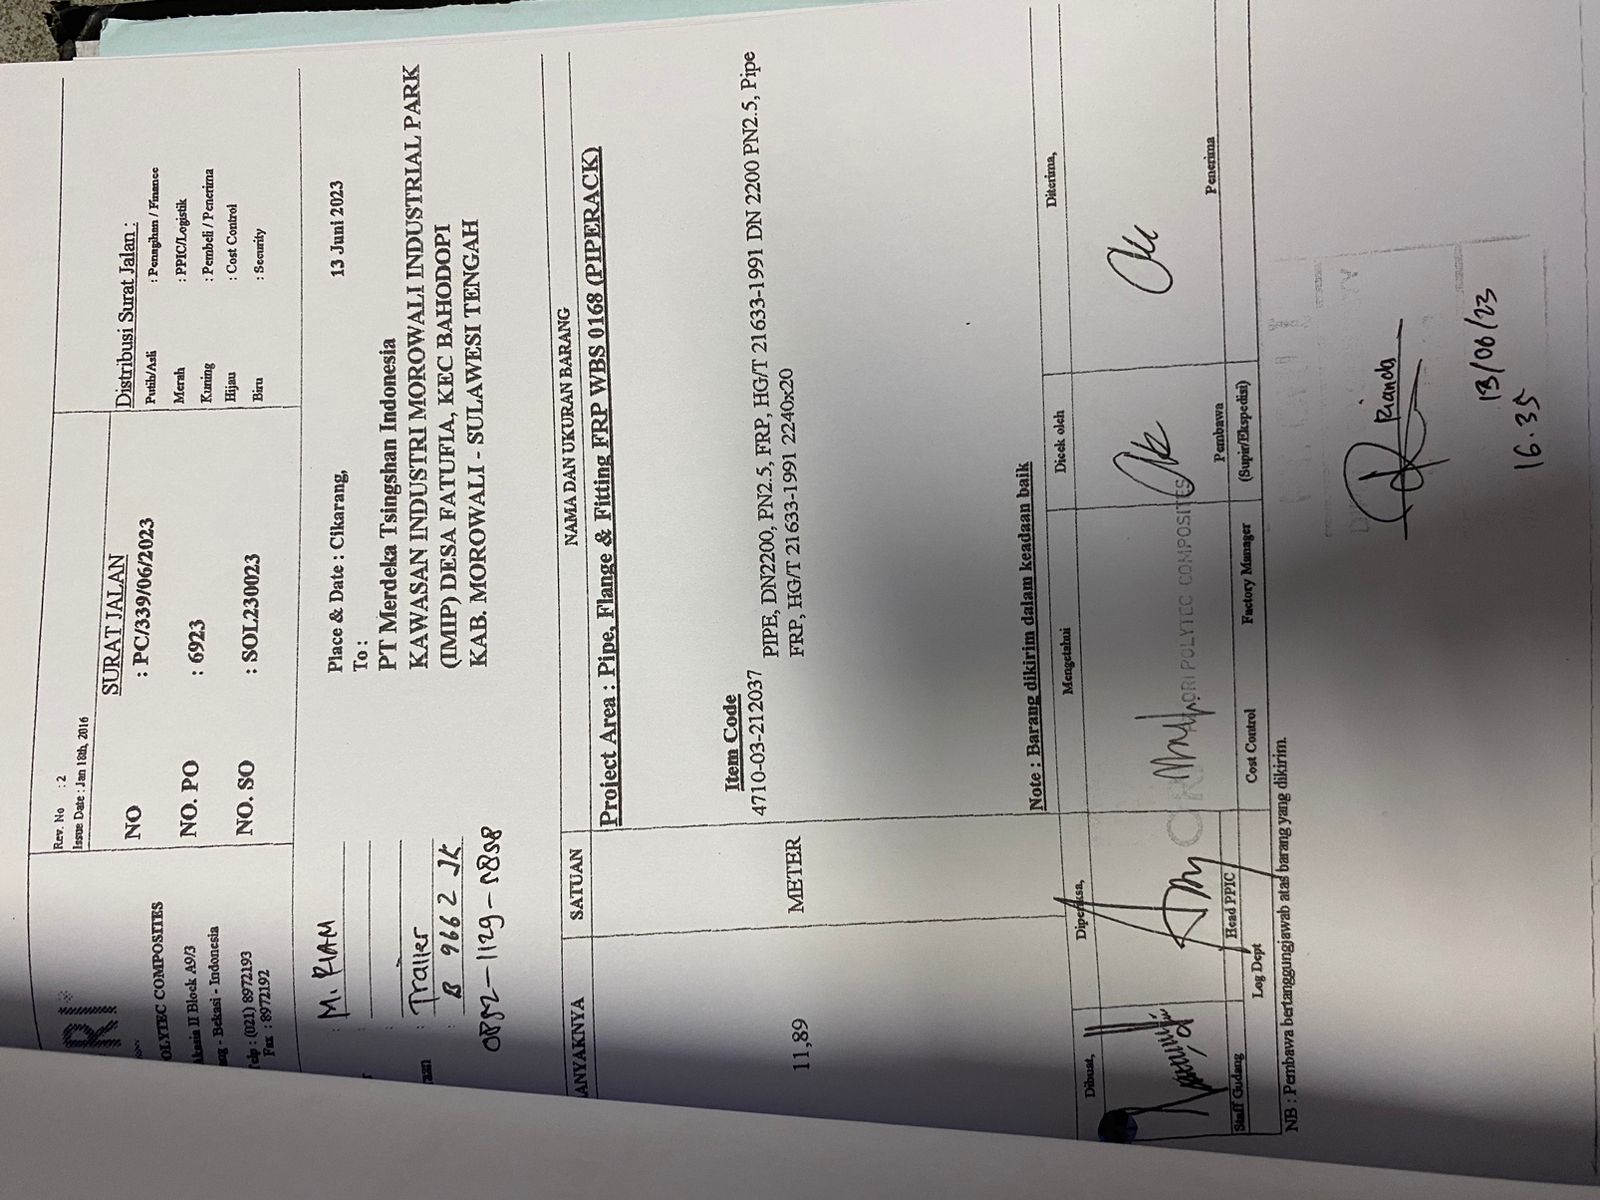 Rev. No : 2
Issue Date : Jan 18th, 2016
SURAT JALAN
NO : PC/339/06/2023
NO. PO : 6923
NO. SO : SOL230023
Distribusi Surat Jalan :
Putih/Asli : Penagihan / Finance
Merah : PPIC/Logistik
Kuning : Pembeli / Penerima
Hijau : Cost Control
Biru : Security
RI
OLYTEC COMPOSITES
Akasia II Block A9/3
ang - Bekasi - Indonesia
Telp : (021) 8972193
Fax : 8972192
: M. RIAM
: Trailer
: B 9662 JK
Place & Date : Cikarang, 13 Juni 2023
To :
PT Merdeka Tsingshan Indonesia
KAWASAN INDUSTRI MOROWALI INDUSTRIAL PARK
(IMIP) DESA FATUFIA, KEC BAHODOPI
KAB. MOROWALI - SULAWESI TENGAH
ANYAKNYA SATUAN NAMA DAN UKURAN BARANG
Project Area : Pipe, Flange & Fitting FRP WBS 0168 (PIPERACK)
Item Code
4710-03-212037 PIPE, DN2200, PN2.5, FRP, HG/T 21633-1991 DN 2200 PN2.5, Pipe
11,89 METER FRP, HG/T 21633-1991 2240x20
Note : Barang dikirim dalam keadaan baik
Dibuat, Diperiksa, Mengetahui Dicek oleh Diterima,
ORI POLYTEC COMPOSITES
Staff Gudang Head PPIC Cost Control Factory Manager Pembawa Penerima
Log Dept (Supir/Ekspedisi)
NB : Pembawa bertanggungjawab atas barang yang dikirim.
Rianda
13/06/23
16.35